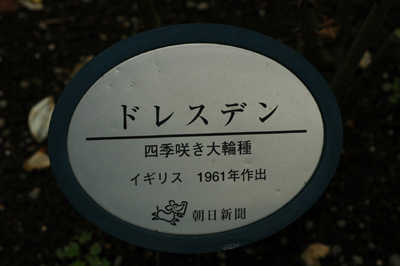 ドレスデン
四季咲き大輪種
イギリス 1961年作出
朝日新聞